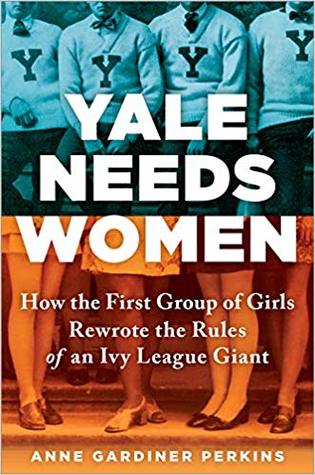 Y Y Y Y
YALE
NEEDS
WOMEN
How the First Group of Girls
Rewrote the Rules
of an Ivy League Giant
ANNE GARDINER PERKINS